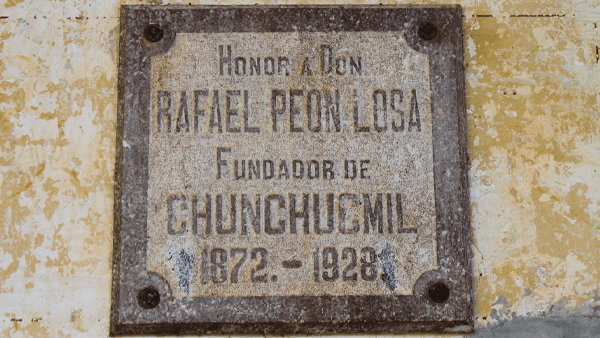 HONOR A DON
RAFAEL PEON LOSA
FUNDADOR DE
CHUNCHUCMIL
1872.-1928.